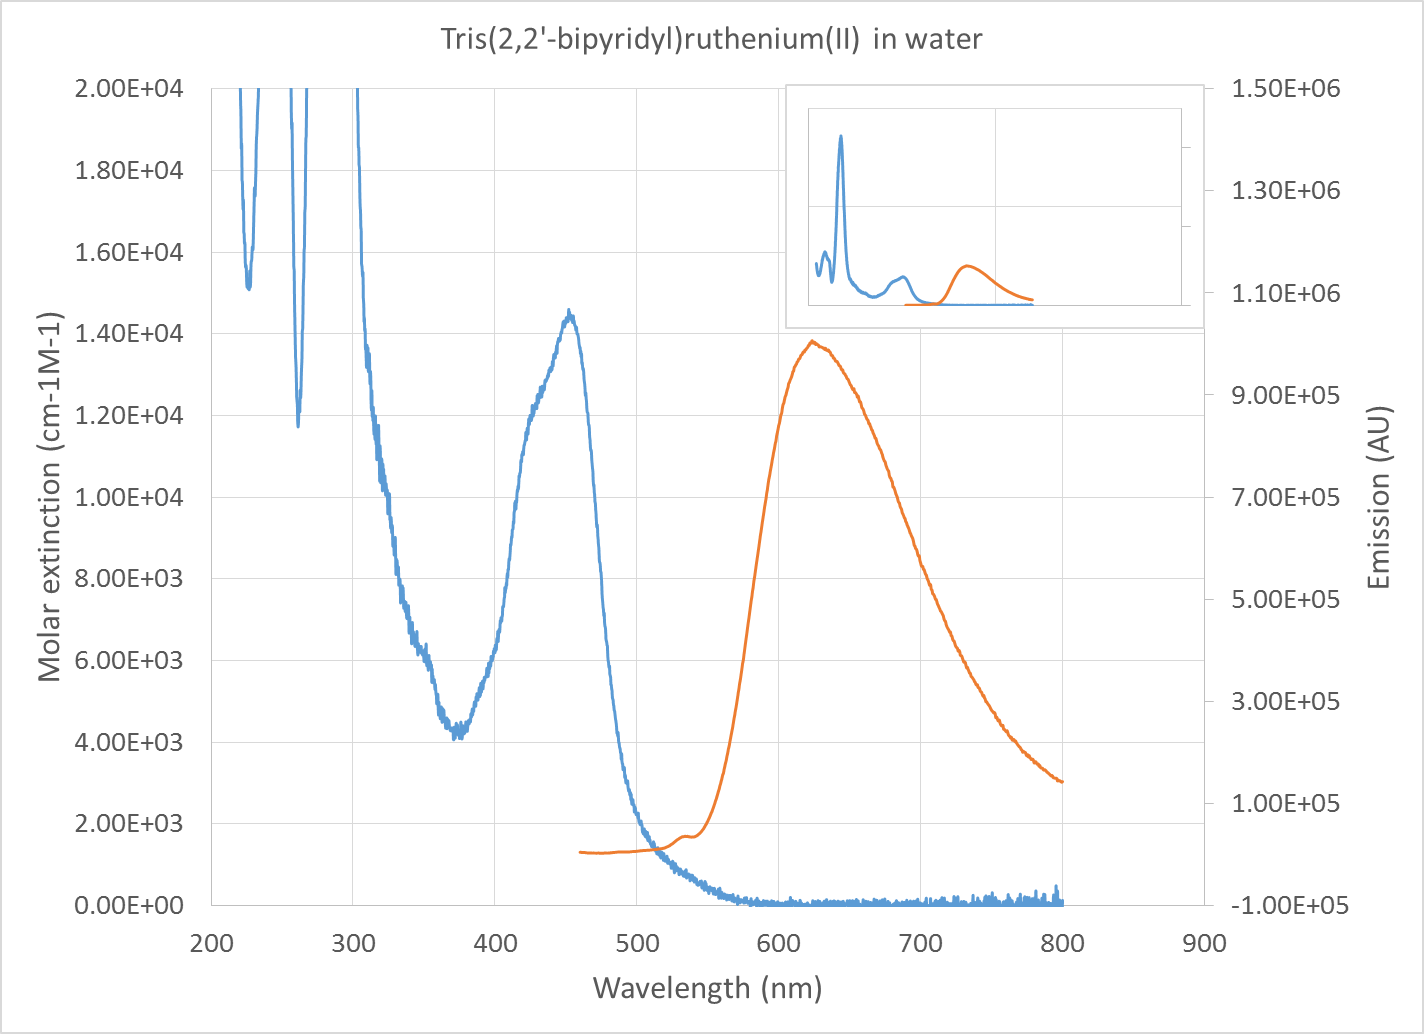 Tris(2,2'-bipyridyl)ruthenium(II) in water
2.00E+04
1.80E+04
1.60E+04
1.40E+04
1.20E+04
1.00E+04
8.00E+03
6.00E+03
4.00E+03
2.00E+03
0.00E+00
Molar extinction (cm-1M-1)
1.50E+06
1.30E+06
1.10E+06
9.00E+05
7.00E+05
5.00E+05
3.00E+05
1.00E+05
-1.00E+05
Emission (AU)
200 300 400 500 600 700 800 900
Wavelength (nm)